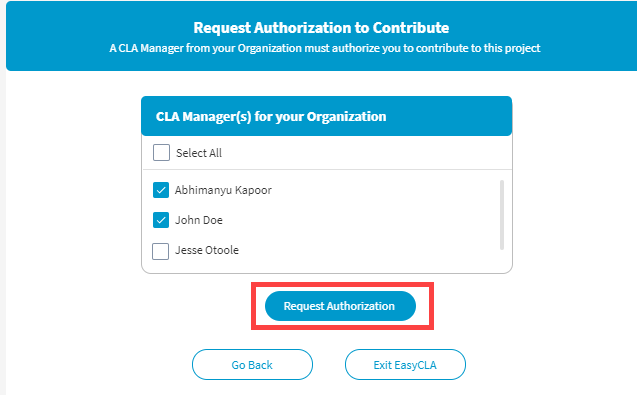 Request Authorization to Contribute
A CLA Manager from your Organization must authorize you to contribute to this project
CLA Manager(s) for your Organization
Select All
Abhimanyu Kapoor
John Doe
Jesse Otoole
Request Authorization
Go Back
Exit EasyCLA